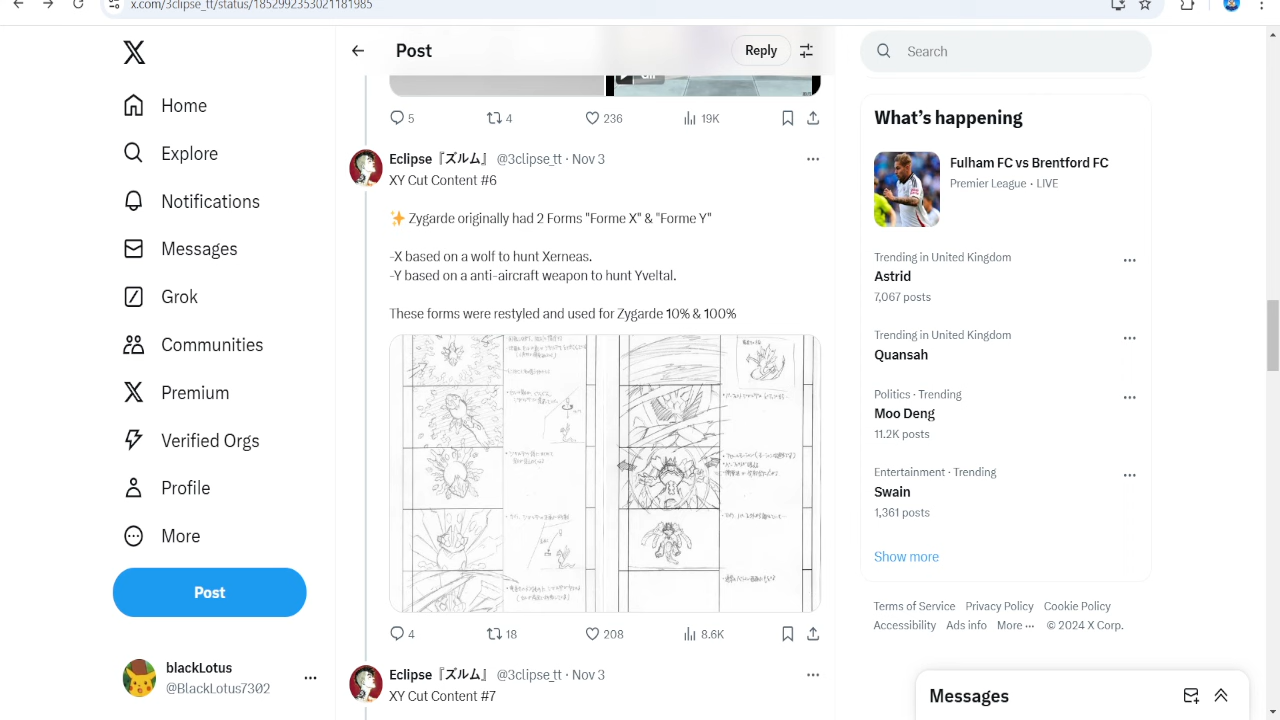 x.com/3clipse_tt/status/1852992353021181985
Home
Explore
Notifications
Messages
Grok
Communities
Premium
Verified Orgs
Profile
More
Post
blackLotus
@BlackLotus7302
Post
Reply
GIF
5 4 236 19K
Eclipse『ズルム』 @3clipse_tt · Nov 3
XY Cut Content #6
✨ Zygarde originally had 2 Forms "Forme X" & "Forme Y"
-X based on a wolf to hunt Xerneas.
-Y based on a anti-aircraft weapon to hunt Yveltal.
These forms were restyled and used for Zygarde 10% & 100%
4 18 208 8.6K
Eclipse『ズルム』 @3clipse_tt · Nov 3
XY Cut Content #7
Search
What's happening
Fulham FC vs Brentford FC
Premier League · LIVE
Trending in United Kingdom
Astrid
7,067 posts
Trending in United Kingdom
Quansah
Politics · Trending
Moo Deng
11.2K posts
Entertainment · Trending
Swain
1,361 posts
Show more
Terms of Service Privacy Policy Cookie Policy
Accessibility Ads info More ··· © 2024 X Corp.
Messages